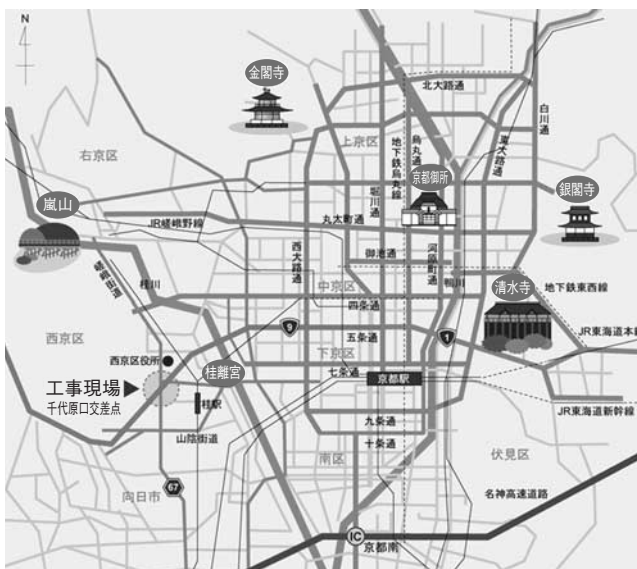 N
金閣寺
北大路通
白川通
右京区
上京区
地下鉄烏丸線
烏丸通
東大路通
堀川通
京都御所
嵐山
銀閣寺
JR嵯峨野線
丸太町通
西大路通
御池通
河原町通
鴨川
清水寺
地下鉄東西線
嵯峨街道
桂川
中京区
四条通
9
1
西京区
五条通
JR東海道本線
西京区役所
下京区
桂離宮
七条通
京都駅
工事現場
千代原口交差点
桂駅
JR東海道新幹線
九条通
山陰街道
十条通
南区
伏見区
67
向日市
名神高速道路
IC
京都南